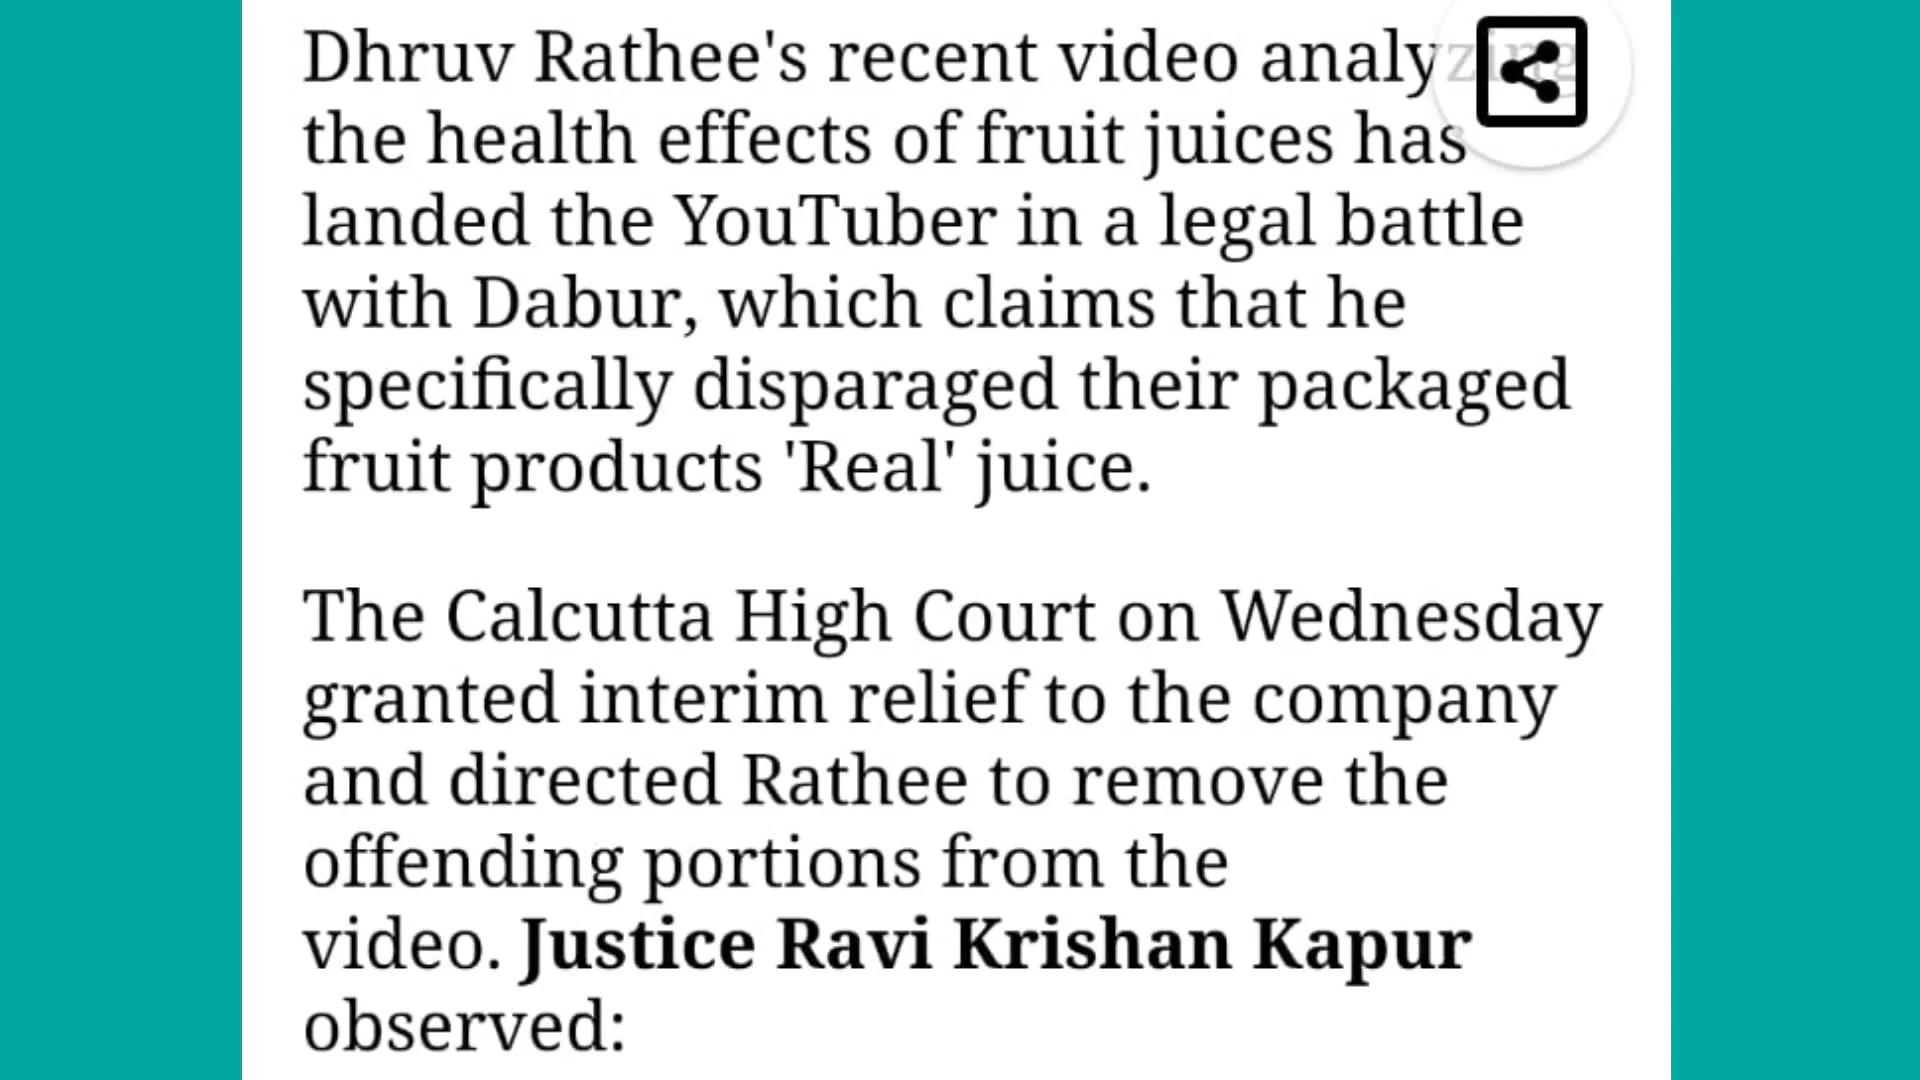 Dhruv Rathee's recent video analyzing
the health effects of fruit juices has
landed the YouTuber in a legal battle
with Dabur, which claims that he
specifically disparaged their packaged
fruit products 'Real' juice.
The Calcutta High Court on Wednesday
granted interim relief to the company
and directed Rathee to remove the
offending portions from the
video. Justice Ravi Krishan Kapur
observed: